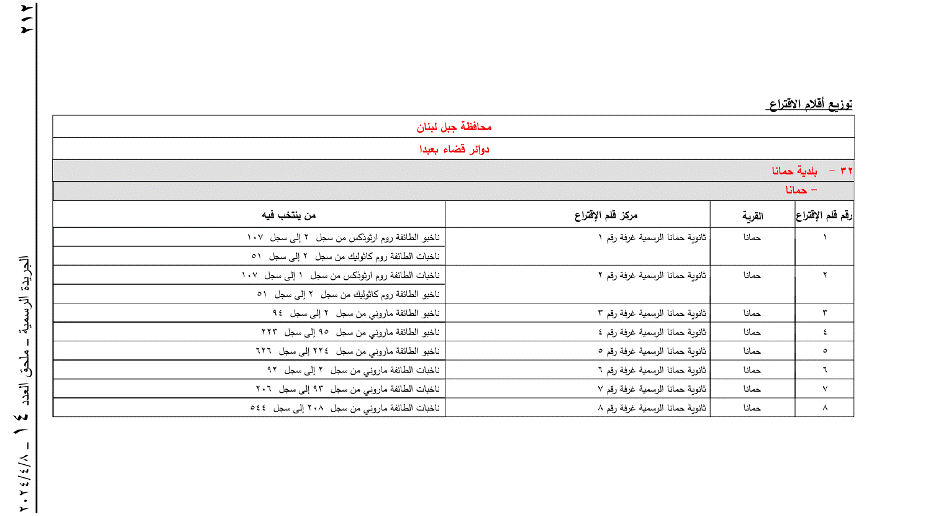 ٢١٢
توزيع أقلام الاقتراع
محافظة جبل لبنان
دوائر قضاء بعبدا
٣٢ - بلدية حمانا
- حمانا
رقم قلم الإقتراع القرية مركز قلم الإقتراع من ينتخب فيه
١ حمانا ثانوية حمانا الرسمية غرفة رقم ١ ناخبو الطائفة روم ارثوذكس من سجل ٢ إلى سجل ١٠٧
ناخبات الطائفة روم كاثوليك من سجل ٢ إلى سجل ٥١
٢ حمانا ثانوية حمانا الرسمية غرفة رقم ٢ ناخبات الطائفة روم ارثوذكس من سجل ١ إلى سجل ١٠٧
ناخبو الطائفة روم كاثوليك من سجل ٢ إلى سجل ٥١
٣ حمانا ثانوية حمانا الرسمية غرفة رقم ٣ ناخبو الطائفة ماروني من سجل ٢ إلى سجل ٩٤
٤ حمانا ثانوية حمانا الرسمية غرفة رقم ٤ ناخبو الطائفة ماروني من سجل ٩٥ إلى سجل ٢٢٣
٥ حمانا ثانوية حمانا الرسمية غرفة رقم ٥ ناخبو الطائفة ماروني من سجل ٢٢٤ إلى سجل ٦٢٦
٦ حمانا ثانوية حمانا الرسمية غرفة رقم ٦ ناخبات الطائفة ماروني من سجل ٢ إلى سجل ٩٢
٧ حمانا ثانوية حمانا الرسمية غرفة رقم ٧ ناخبات الطائفة ماروني من سجل ٩٣ إلى سجل ٢٠٦
٨ حمانا ثانوية حمانا الرسمية غرفة رقم ٨ ناخبات الطائفة ماروني من سجل ٢٠٨ إلى سجل ٥٤٤
الجريدة الرسمية – ملحق العدد ١٤ – ٢٠٢٤/٤/٨